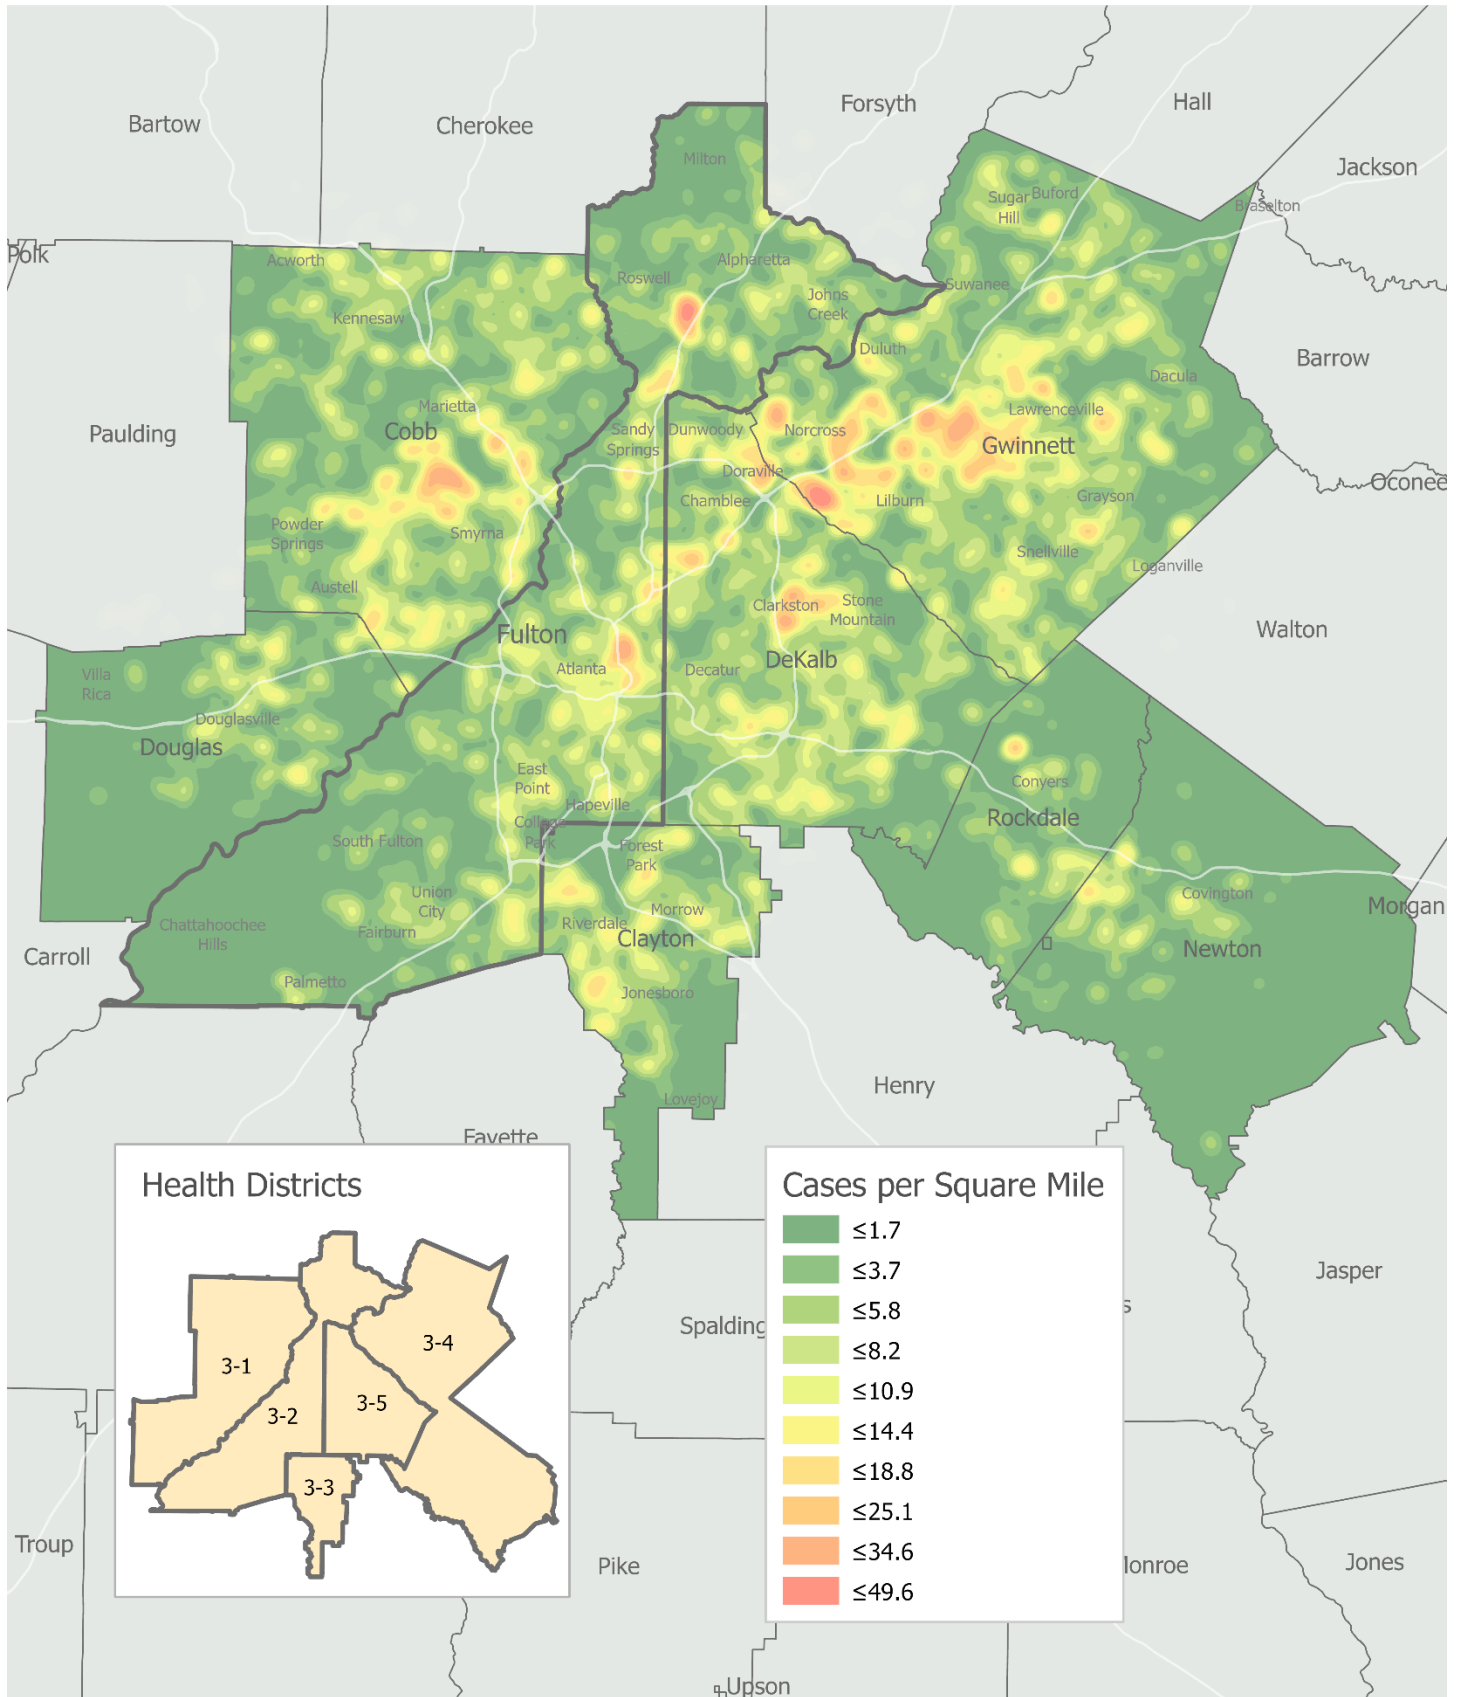 Forsyth
Hall
Bartow
Cherokee
Milton
Jackson
Sugar
Hill
Buford
Braselton
Polk
Acworth
Alpharetta
Roswell
Suwanee
Johns
Creek
Kennesaw
Duluth
Barrow
Dacula
Marietta
Lawrenceville
Paulding
Cobb
Sandy
Springs
Dunwoody
Norcross
Gwinnett
Doraville
Oconee
Chamblee
Lilburn
Grayson
Powder
Springs
Smyrna
Snellville
Loganville
Austell
Clarkston
Stone
Mountain
Fulton
Walton
Atlanta
Decatur
DeKalb
Villa
Rica
Douglasville
Douglas
East
Point
Conyers
Hapeville
Rockdale
College
Park
South Fulton
Forest
Park
Union
City
Covington
Morgan
Chattahoochee
Hills
Fairburn
Riverdale
Morrow
Clayton
Newton
Carroll
Palmetto
Jonesboro
Henry
Lovejoy
Fayette
Health Districts
3-1
3-2
3-3
3-4
3-5
Cases per Square Mile
≤1.7
≤3.7
≤5.8
≤8.2
≤10.9
≤14.4
≤18.8
≤25.1
≤34.6
≤49.6
Jasper
Spalding
s
Troup
Pike
onroe
Jones
Upson